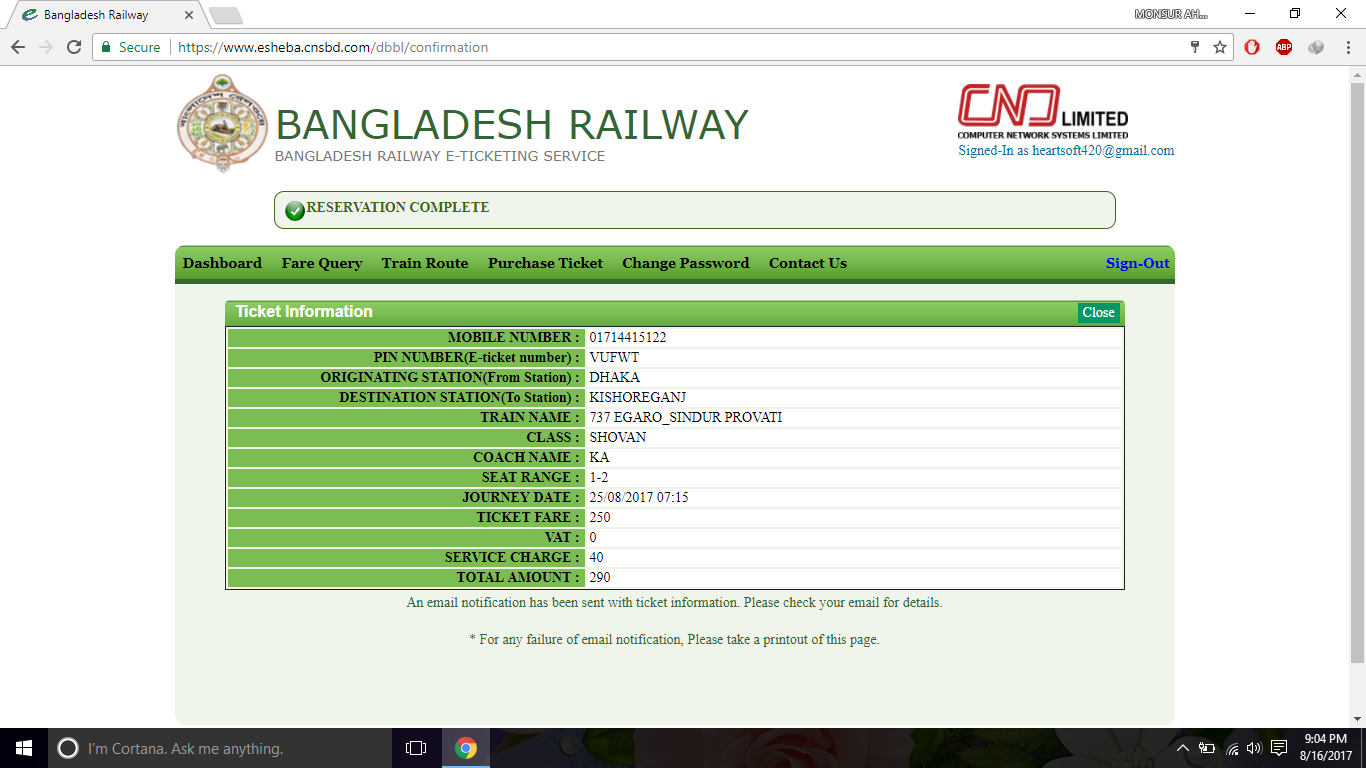 Bangladesh Railway
MONSUR AH...
Secure
https://www.esheba.cnsbd.com/dbbl/confirmation
ABP
BANGLADESH RAILWAY
BANGLADESH RAILWAY E-TICKETING SERVICE
CND LIMITED
COMPUTER NETWORK SYSTEMS LIMITED
Signed-In as heartsoft420@gmail.com
RESERVATION COMPLETE
Dashboard Fare Query Train Route Purchase Ticket Change Password Contact Us Sign-Out
Ticket Information Close
MOBILE NUMBER : 01714415122
PIN NUMBER(E-ticket number) : VUFWT
ORIGINATING STATION(From Station) : DHAKA
DESTINATION STATION(To Station) : KISHOREGANJ
TRAIN NAME : 737 EGARO_SINDUR PROVATI
CLASS : SHOVAN
COACH NAME : KA
SEAT RANGE : 1-2
JOURNEY DATE : 25/08/2017 07:15
TICKET FARE : 250
VAT : 0
SERVICE CHARGE : 40
TOTAL AMOUNT : 290
An email notification has been sent with ticket information. Please check your email for details.
* For any failure of email notification, Please take a printout of this page.
I'm Cortana. Ask me anything.
9:04 PM
8/16/2017